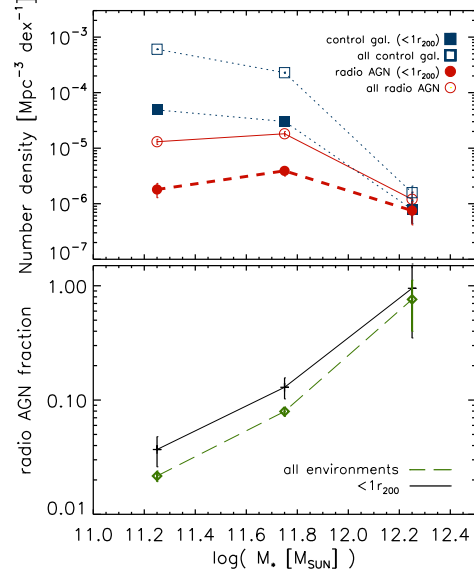 Number density [Mpc⁻³ dex⁻¹]
10⁻³
10⁻⁴
10⁻⁵
10⁻⁶
10⁻⁷
control gal. (<1r₂₀₀)
all control gal.
radio AGN (<1r₂₀₀)
all radio AGN
radio AGN fraction
1.00
0.10
0.01
all environments
<1r₂₀₀
11.0 11.2 11.4 11.6 11.8 12.0 12.2 12.4
log( M* [M_SUN] )